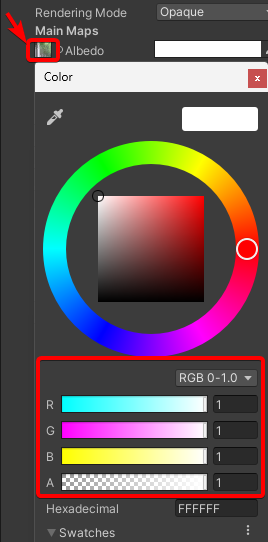 Rendering Mode Opaque
Main Maps
Albedo
Color x
RGB 0-1.0
R 1
G 1
B 1
A 1
Hexadecimal FFFFFF
Swatches